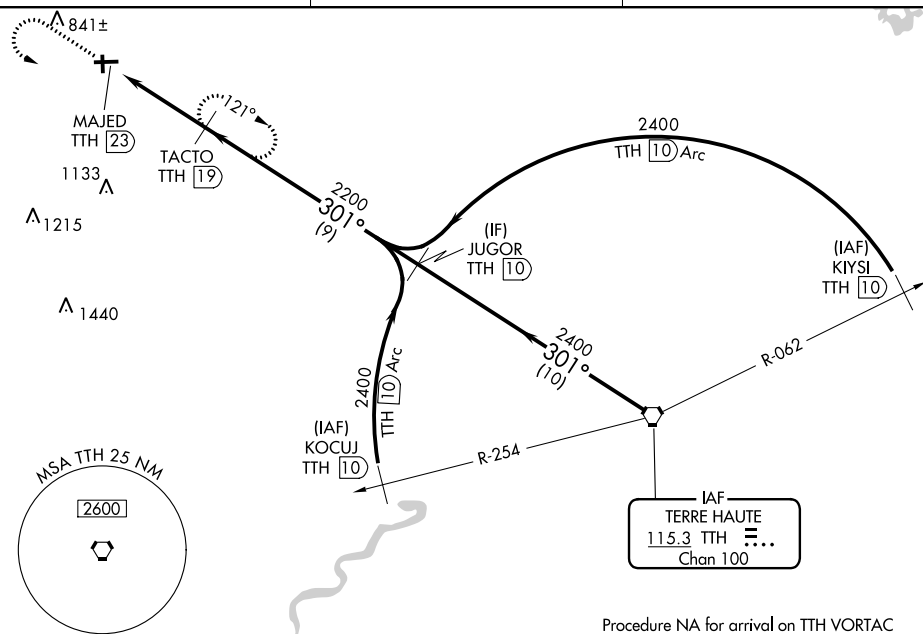 841±
MAJED
TTH 23
121°
TACTO
TTH 19
1133
1215
1440
2200
301°
(9)
(IF)
JUGOR
TTH 10
2400
TTH 10 Arc
(IAF)
KIYSI
TTH 10
R-062
2400
301°
(10)
2400
TTH 10 Arc
(IAF)
KOCUJ
TTH 10
R-254
MSA TTH 25 NM
2600
IAF
TERRE HAUTE
115.3 TTH
Chan 100
Procedure NA for arrival on TTH VORTAC